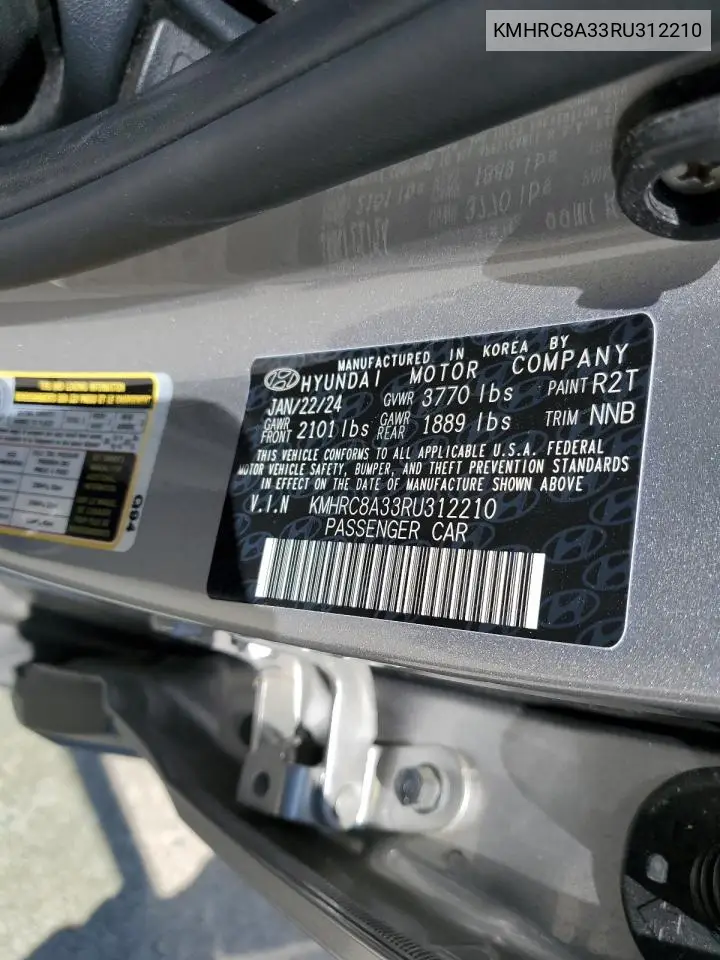 KMHRC8A33RU312210
MANUFACTURED IN KOREA BY
HYUNDAI MOTOR COMPANY
JAN/22/24 GVWR 3770 lbs PAINT R2T
GAWR FRONT 2101 lbs GAWR REAR 1889 lbs TRIM NNB
THIS VEHICLE CONFORMS TO ALL APPLICABLE U.S.A. FEDERAL
MOTOR VEHICLE SAFETY, BUMPER, AND THEFT PREVENTION STANDARDS
IN EFFECT ON THE DATE OF MANUFACTURE SHOWN ABOVE
V.I.N KMHRC8A33RU312210
PASSENGER CAR